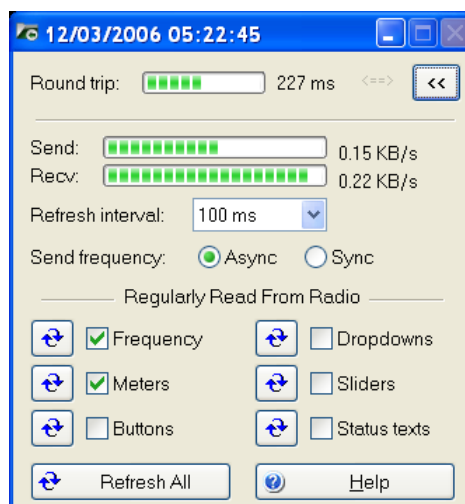 12/03/2006 05:22:45
Round trip: 227 ms <==> <<
Send: 0.15 KB/s
Recv: 0.22 KB/s
Refresh interval: 100 ms
Send frequency: Async Sync
Regularly Read From Radio
Frequency Dropdowns
Meters Sliders
Buttons Status texts
Refresh All Help